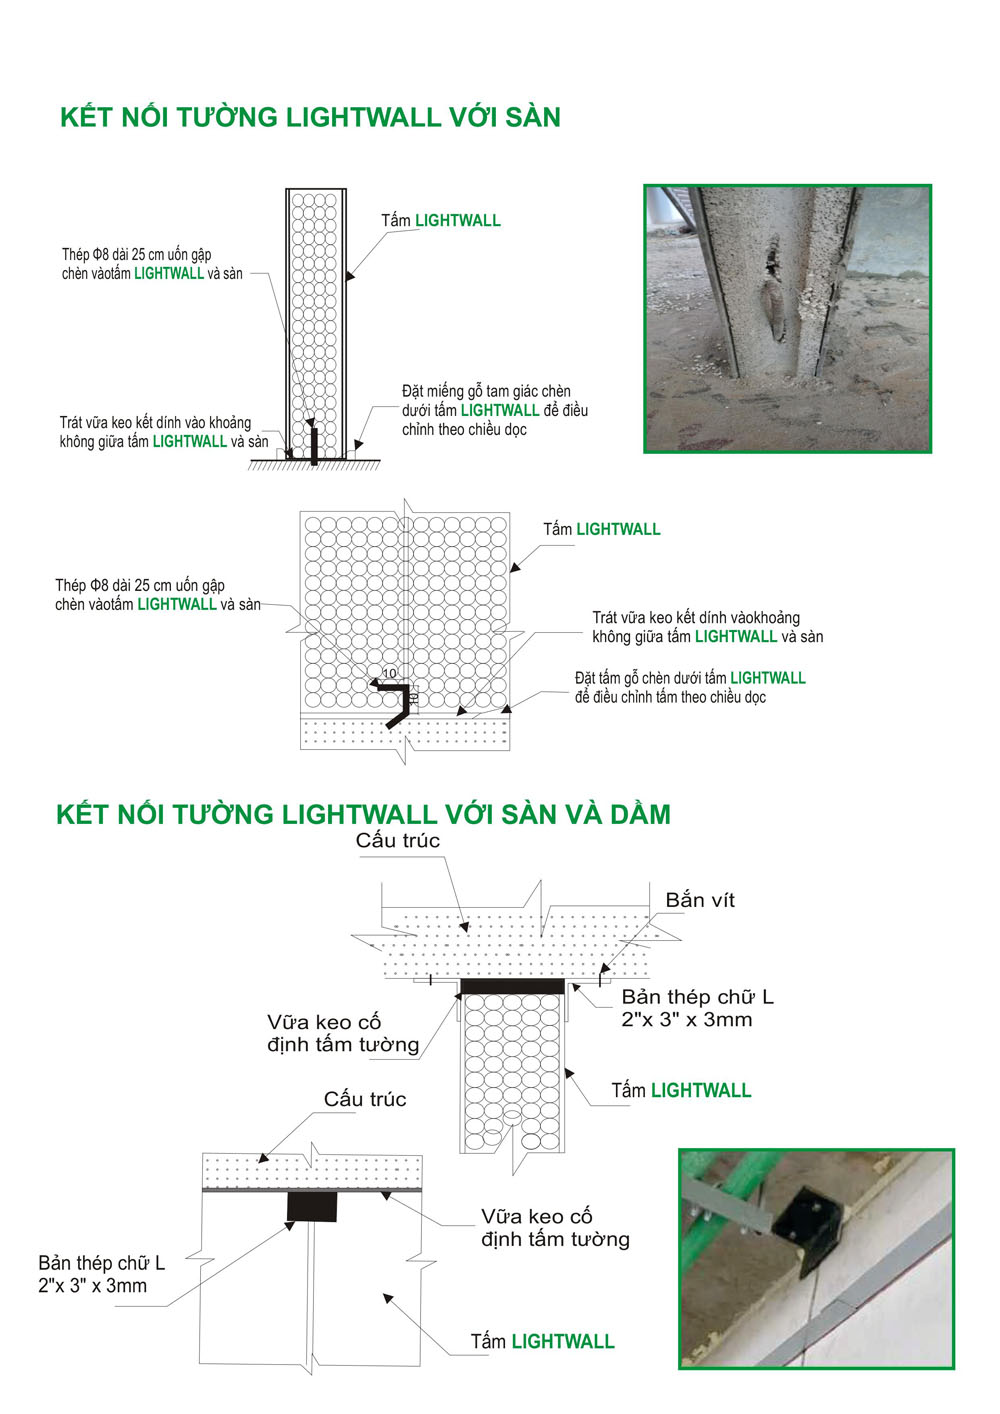 KẾT NỐI TƯỜNG LIGHTWALL VỚI SÀN
Tấm LIGHTWALL
Thép Φ8 dài 25 cm uốn gập
chèn vàotấm LIGHTWALL và sàn
Đặt miếng gỗ tam giác chèn
dưới tấm LIGHTWALL để điều
chỉnh theo chiều dọc
Trát vữa keo kết dính vào khoảng
không giữa tấm LIGHTWALL và sàn
Tấm LIGHTWALL
Thép Φ8 dài 25 cm uốn gập
chèn vàotấm LIGHTWALL và sàn
Trát vữa keo kết dính vàokhoảng
không giữa tấm LIGHTWALL và sàn
10
10
Đặt tấm gỗ chèn dưới tấm LIGHTWALL
để điều chỉnh tấm theo chiều dọc
KẾT NỐI TƯỜNG LIGHTWALL VỚI SÀN VÀ DẦM
Cấu trúc
Bắn vít
Bản thép chữ L
2"x 3" x 3mm
Vữa keo cố
định tấm tường
Tấm LIGHTWALL
Cấu trúc
Vữa keo cố
định tấm tường
Bản thép chữ L
2"x 3" x 3mm
Tấm LIGHTWALL